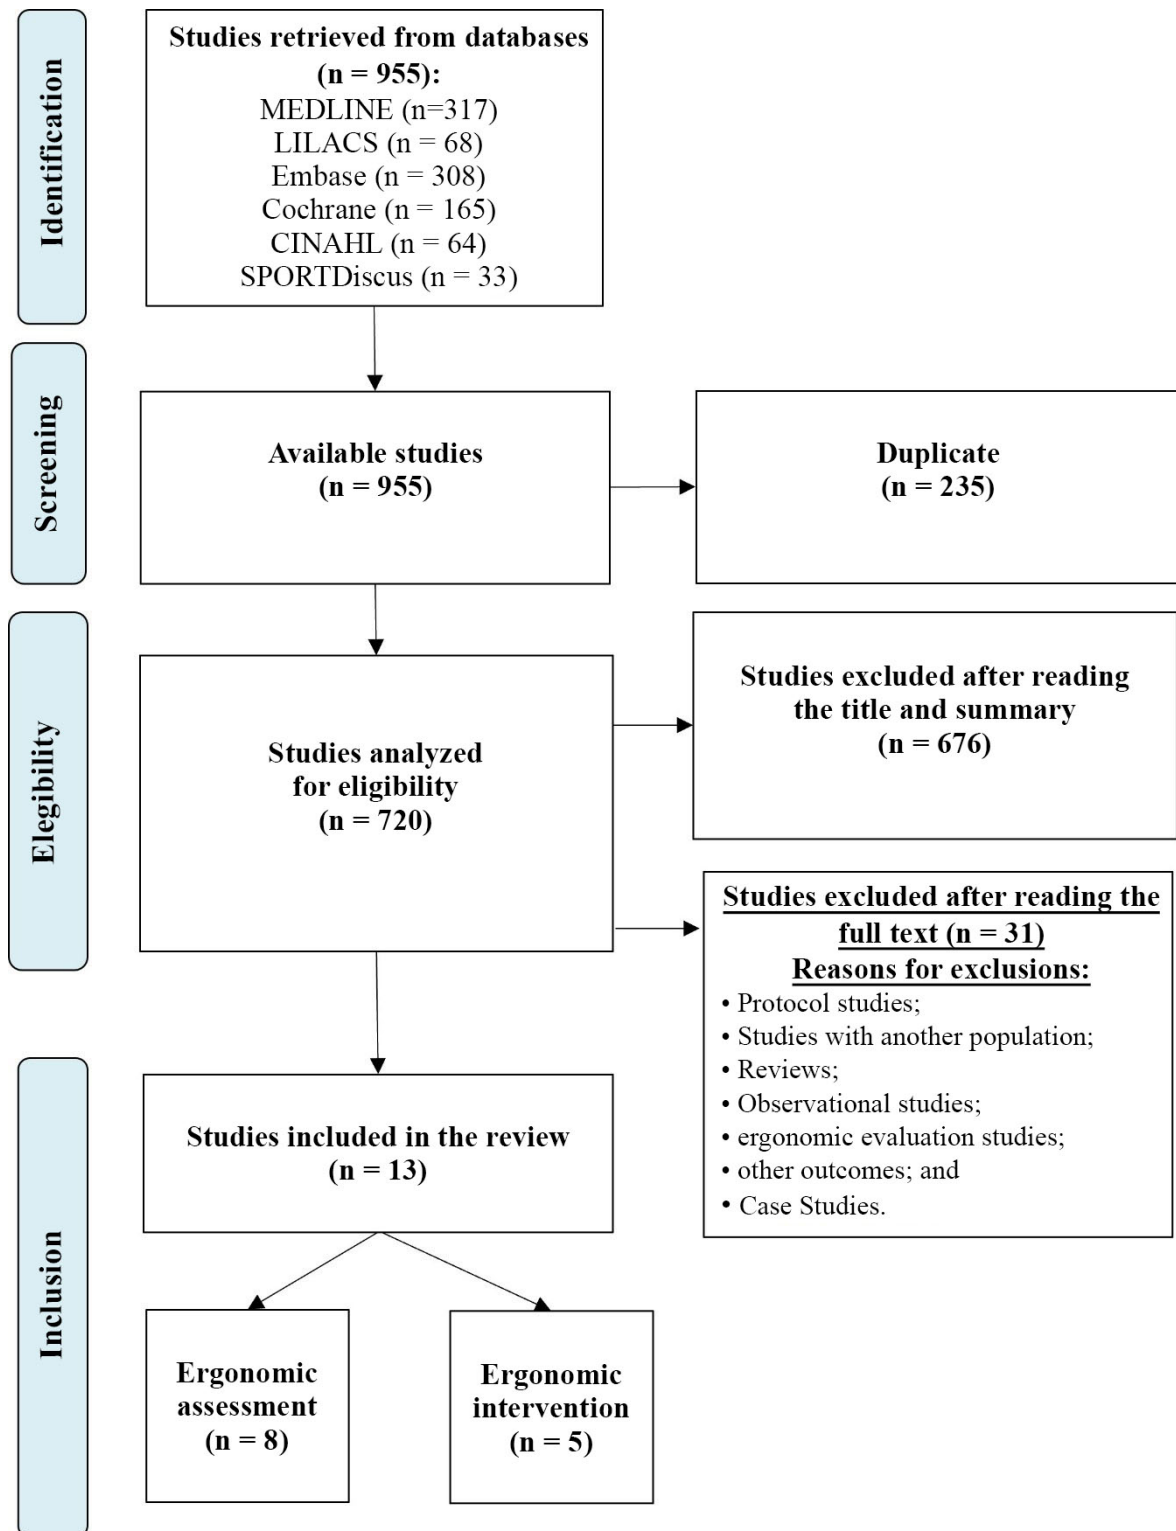 Identification
Studies retrieved from databases
(n = 955):
MEDLINE (n=317)
LILACS (n = 68)
Embase (n = 308)
Cochrane (n = 165)
CINAHL (n = 64)
SPORTDiscus (n = 33)
Screening
Available studies
(n = 955)
Duplicate
(n = 235)
Elegibility
Studies analyzed
for eligibility
(n = 720)
Studies excluded after reading
the title and summary
(n = 676)
Studies excluded after reading the
full text (n = 31)
Reasons for exclusions:
• Protocol studies;
• Studies with another population;
• Reviews;
• Observational studies;
• ergonomic evaluation studies;
• other outcomes; and
• Case Studies.
Inclusion
Studies included in the review
(n = 13)
Ergonomic
assessment
(n = 8)
Ergonomic
intervention
(n = 5)